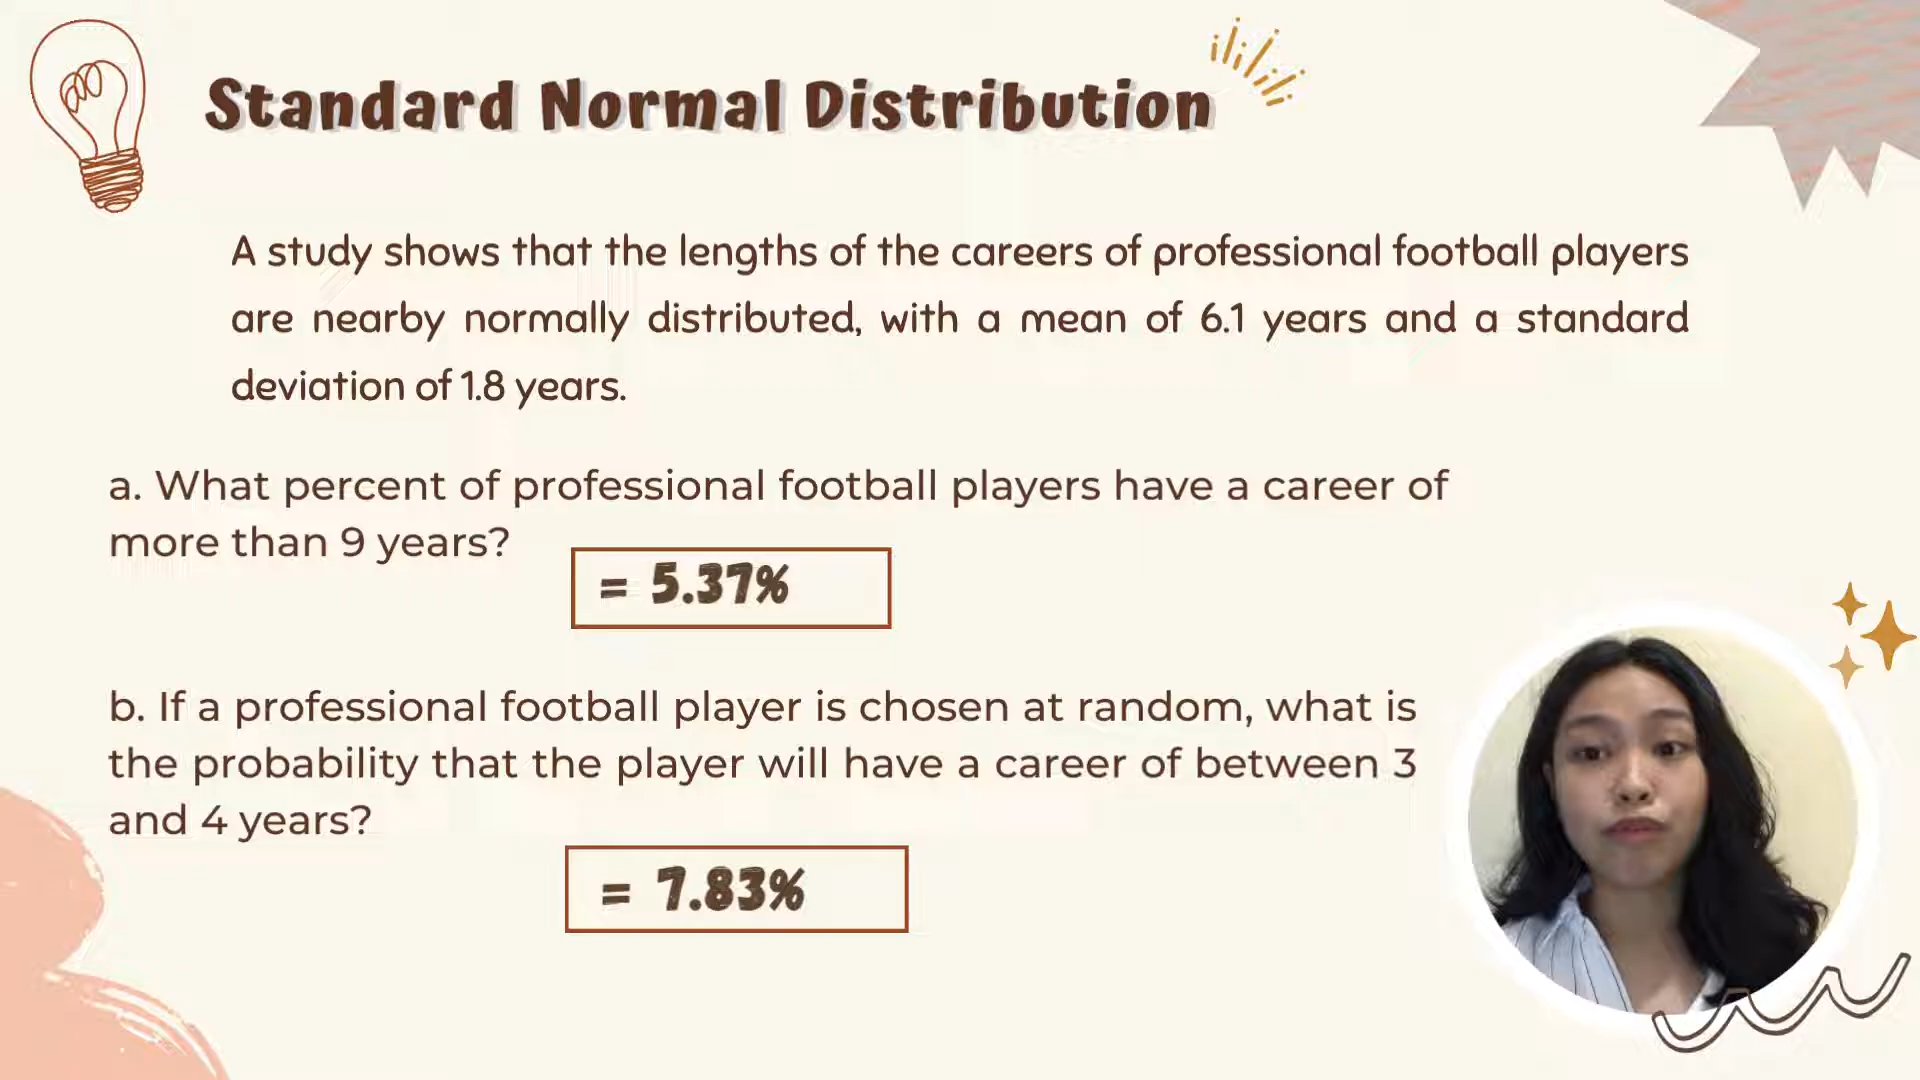 Standard Normal Distribution
A study shows that the lengths of the careers of professional football players
are nearby normally distributed, with a mean of 6.1 years and a standard
deviation of 1.8 years.
a. What percent of professional football players have a career of
more than 9 years?
= 5.37%
b. If a professional football player is chosen at random, what is
the probability that the player will have a career of between 3
and 4 years?
= 7.83%